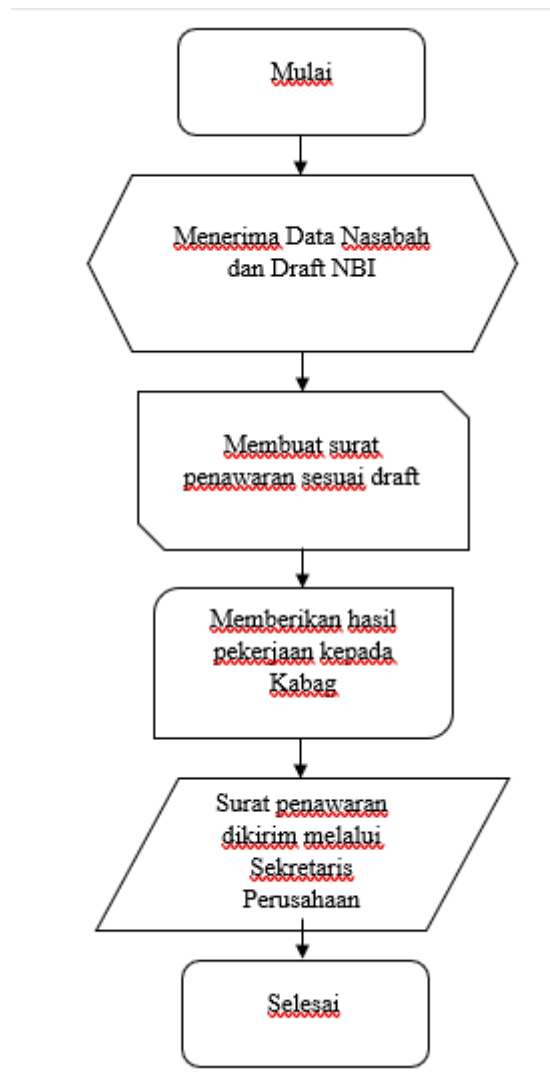 Mulai
Menerima Data Nasabah
dan Draft NBI
Membuat surat
penawaran sesuai draft
Memberikan hasil
pekerjaan kepada
Kabag
Surat penawaran
dikirim melalui
Sekretaris
Perusahaan
Selesai